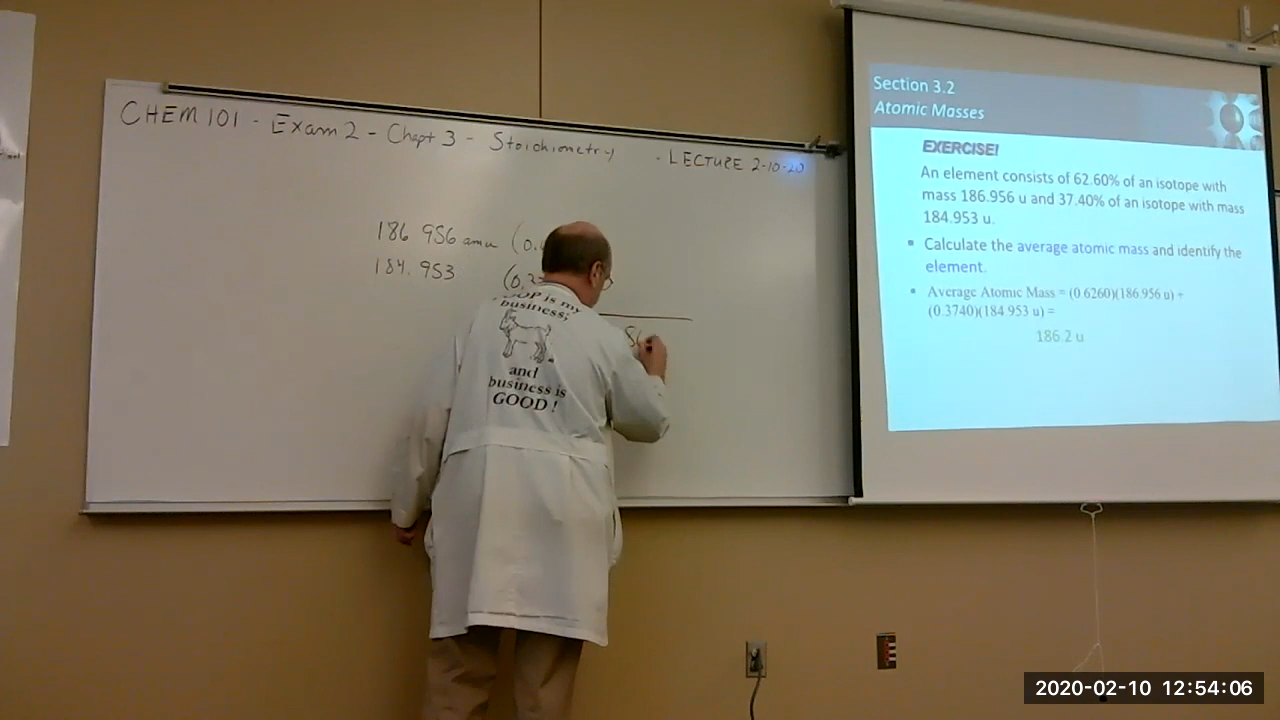 CHEM 101 - Exam 2 - Chapt 3 - Stoichiometry - LECTURE 2-10-20
186 956 amu (0.
184.953 (0.3
business;
and
business is
GOOD!
Section 3.2
Atomic Masses
EXERCISE!
An element consists of 62.60% of an isotope with
mass 186.956 u and 37.40% of an isotope with mass
184.953 u.
▪ Calculate the average atomic mass and identify the
element.
• Average Atomic Mass = (0.6260)(186.956 u) +
(0.3740)(184 953 u) =
186.2 u
2020-02-10 12:54:06